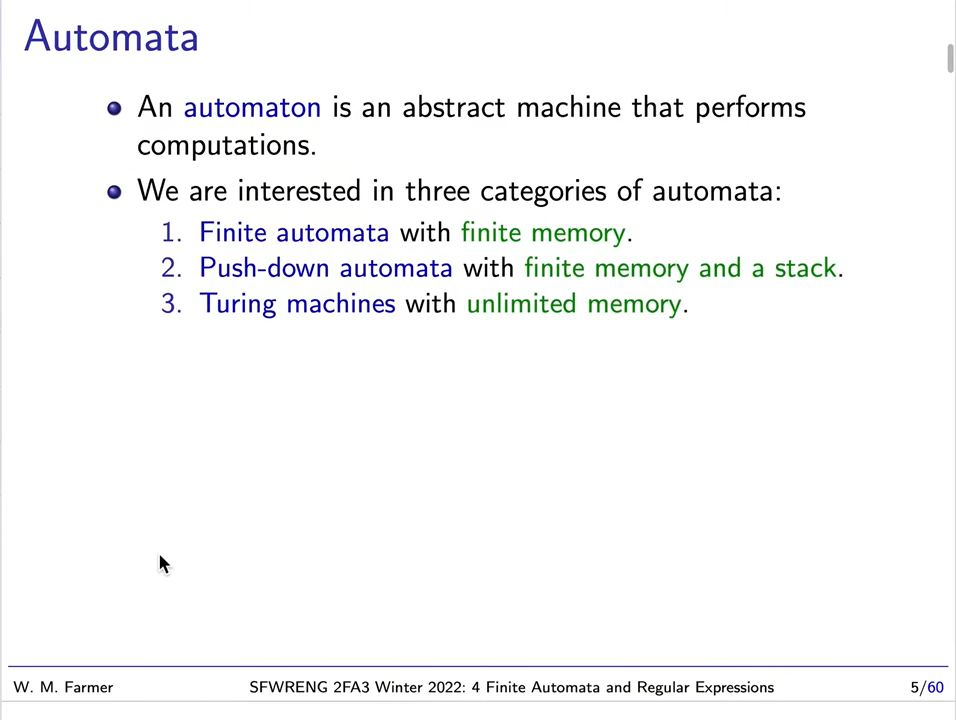 Automata
An automaton is an abstract machine that performs
computations.
We are interested in three categories of automata:
1. Finite automata with finite memory.
2. Push-down automata with finite memory and a stack.
3. Turing machines with unlimited memory.
W. M. Farmer SFWRENG 2FA3 Winter 2022: 4 Finite Automata and Regular Expressions 5/60